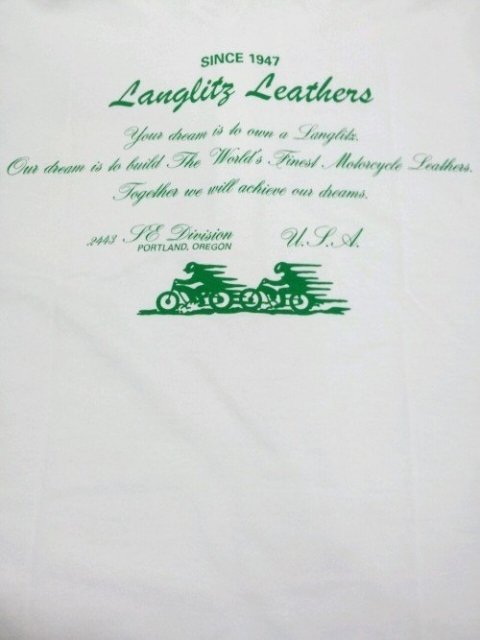 SINCE 1947
Langlitz Leathers
Your dream is to own a Langlitz.
Our dream is to build The World's Finest Motorcycle Leathers.
Together we will achieve our dreams.
2443 SE Division U.S.A.
PORTLAND, OREGON